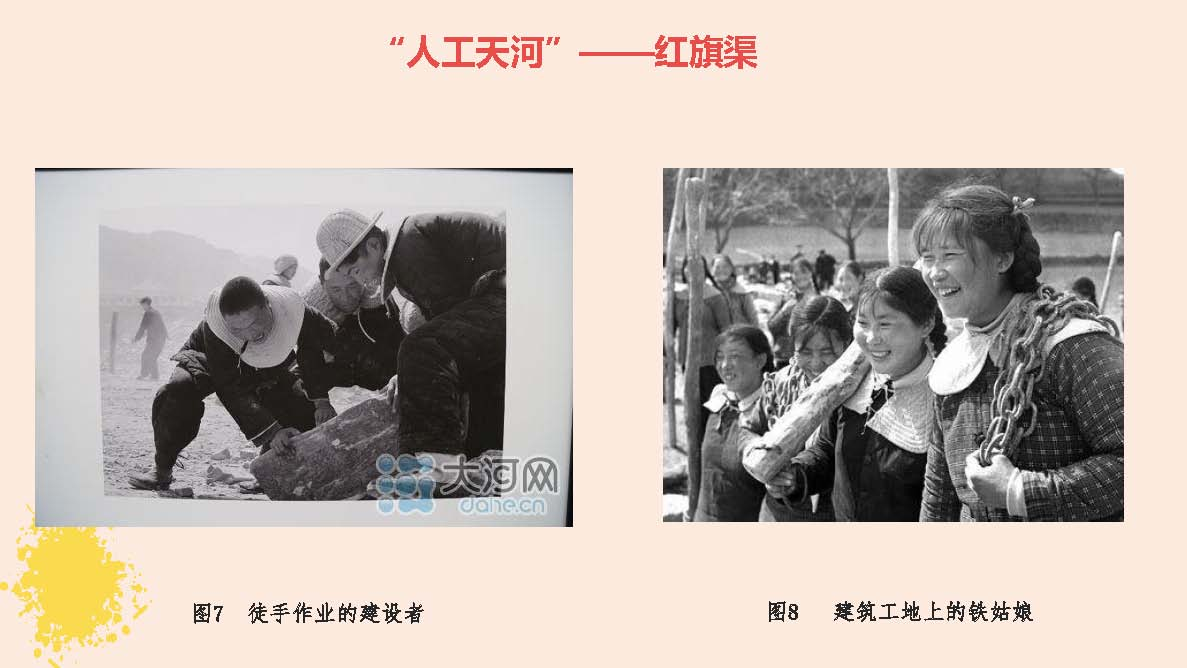 “人工天河”——红旗渠
大河网
dahe.cn
图7 徒手作业的建设者
图8 建筑工地上的铁姑娘